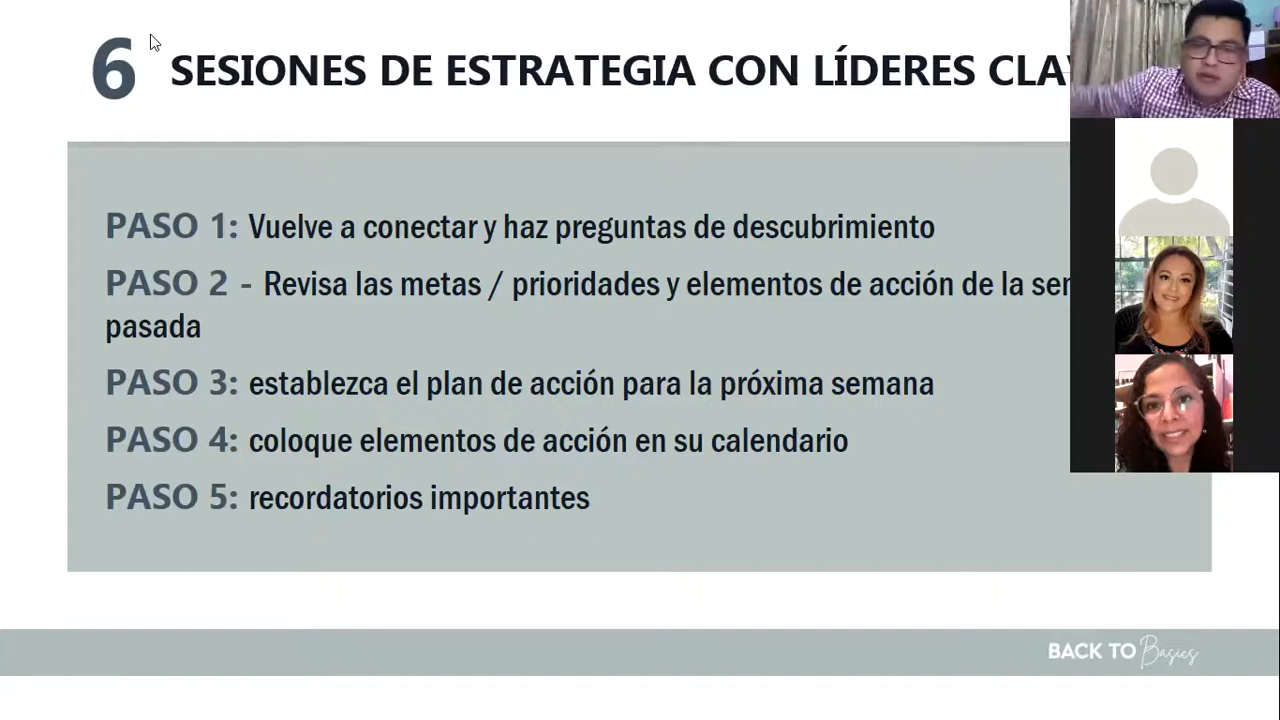 6 SESIONES DE ESTRATEGIA CON LÍDERES
PASO 1: Vuelve a conectar y haz preguntas de descubrimiento
PASO 2 - Revisa las metas / prioridades y elementos de acción de la
pasada
PASO 3: establezca el plan de acción para la próxima semana
PASO 4: coloque elementos de acción en su calendario
PASO 5: recordatorios importantes
BACK TO Basics